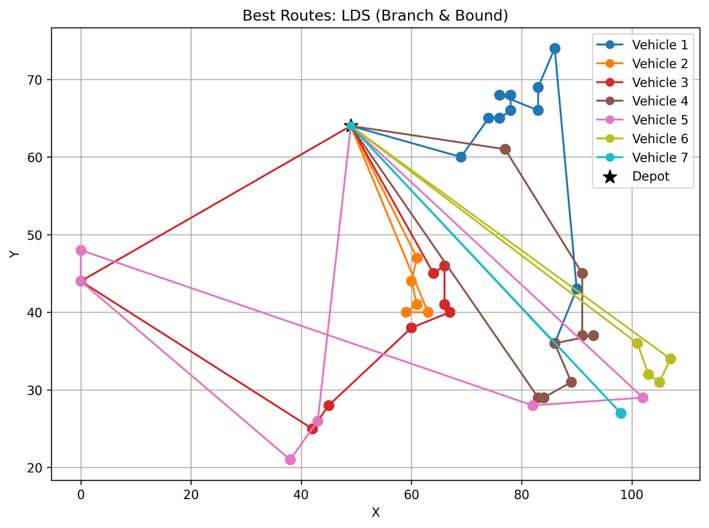 Best Routes: LDS (Branch & Bound)
Vehicle 1
Vehicle 2
Vehicle 3
Vehicle 4
Vehicle 5
Vehicle 6
Vehicle 7
Depot
Y
70
60
50
40
30
20
0
20
40
60
80
100
X